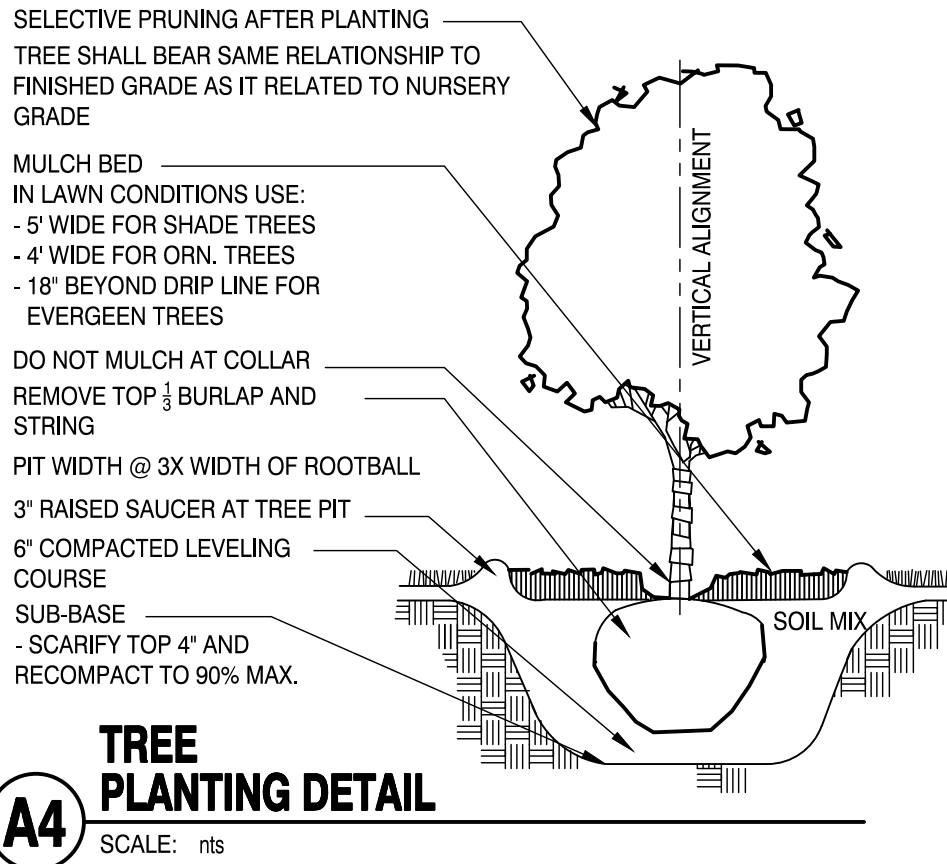 SELECTIVE PRUNING AFTER PLANTING
TREE SHALL BEAR SAME RELATIONSHIP TO
FINISHED GRADE AS IT RELATED TO NURSERY
GRADE
MULCH BED
IN LAWN CONDITIONS USE:
- 5' WIDE FOR SHADE TREES
- 4' WIDE FOR ORN. TREES
- 18" BEYOND DRIP LINE FOR
EVERGEEN TREES
DO NOT MULCH AT COLLAR
REMOVE TOP 1/3 BURLAP AND
STRING
PIT WIDTH @ 3X WIDTH OF ROOTBALL
3" RAISED SAUCER AT TREE PIT
6" COMPACTED LEVELING
COURSE
SUB-BASE
- SCARIFY TOP 4" AND
RECOMPACT TO 90% MAX.
VERTICAL ALIGNMENT
SOIL MIX
A4
TREE
PLANTING DETAIL
SCALE: nts